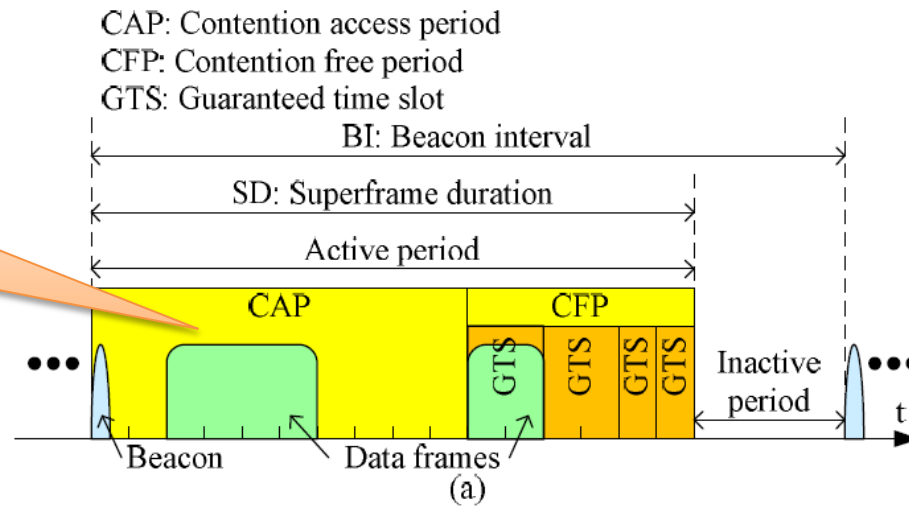 CAP: Contention access period
CFP: Contention free period
GTS: Guaranteed time slot
BI: Beacon interval
SD: Superframe duration
Active period
CAP
CFP
GTS
GTS
GTS
GTS
Inactive
period
t
Beacon
Data frames
(a)